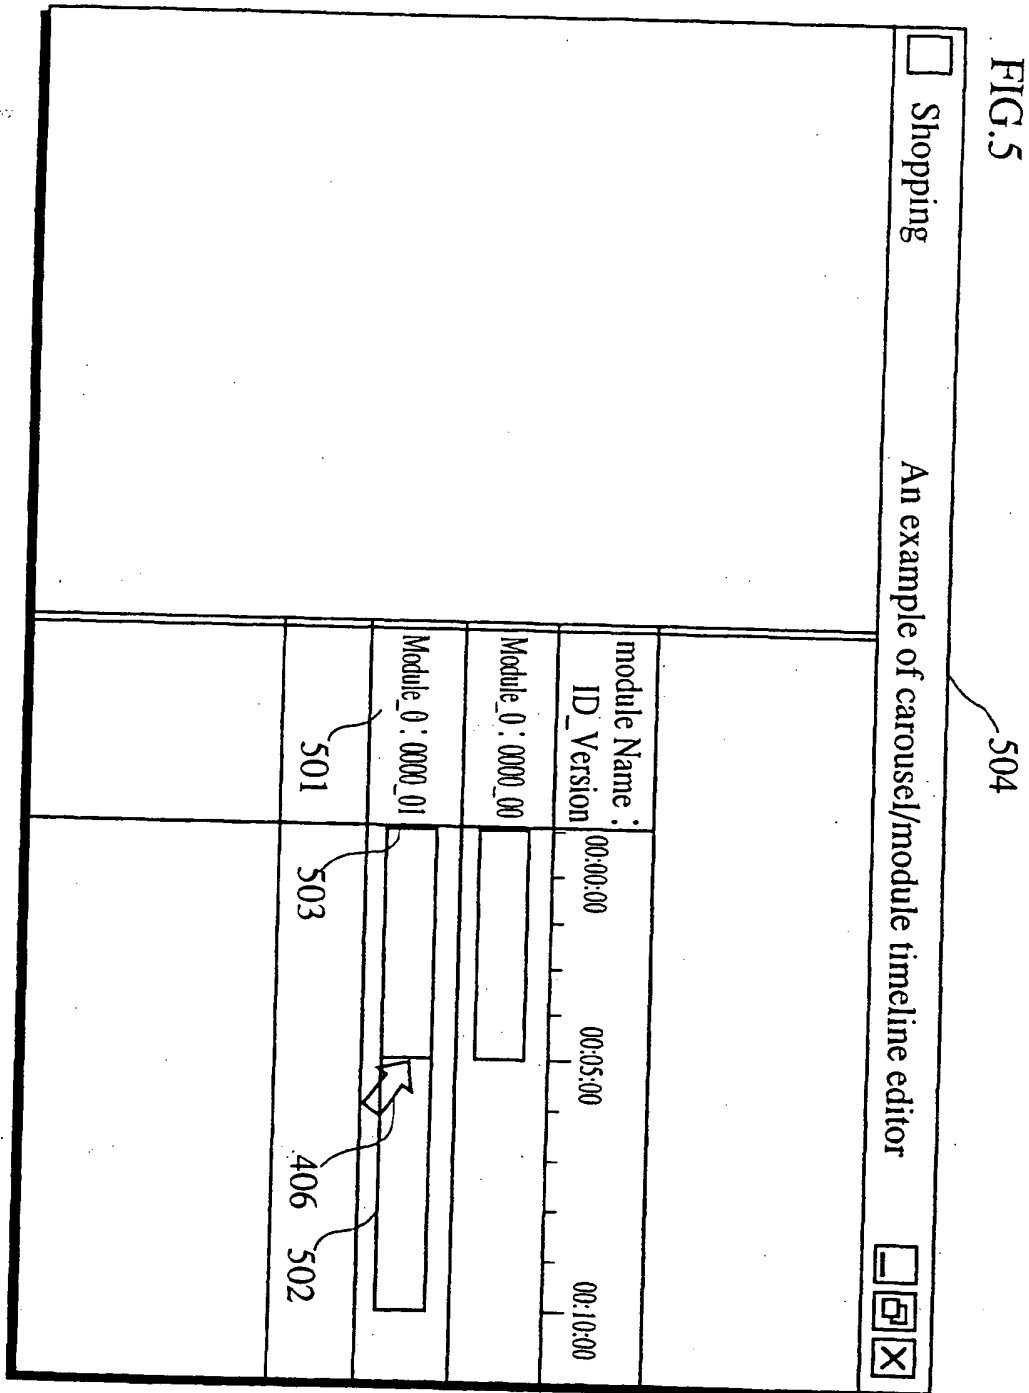 FIG.5
504
Shopping
An example of carousel/module timeline editor
module Name :
ID_Version
00:00:00
00:05:00
00:10:00
Module_0 : 0000_00
Module_0 : 0000_01
501
503
406
502